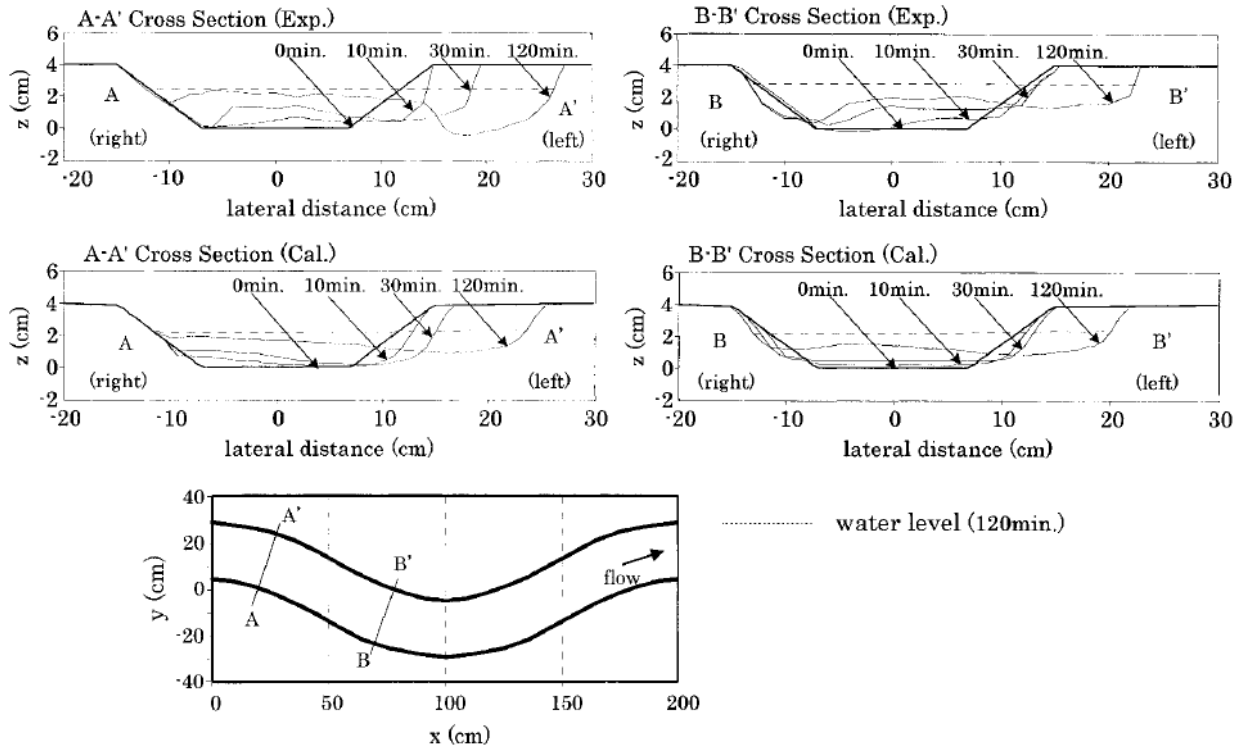 A-A' Cross Section (Exp.)
6
4
2
0
-2
z (cm)
0min. 10min. 30min. 120min.
A
(right)
A'
(left)
-20 -10 0 10 20 30
lateral distance (cm)
B-B' Cross Section (Exp.)
6
4
2
0
-2
z (cm)
0min. 10min. 30min. 120min.
B
(right)
B'
(left)
-20 -10 0 10 20 30
lateral distance (cm)
A-A' Cross Section (Cal.)
6
4
2
0
-2
z (cm)
0min. 10min. 30min. 120min.
A
(right)
A'
(left)
-20 -10 0 10 20 30
lateral distance (cm)
B-B' Cross Section (Cal.)
6
4
2
0
-2
z (cm)
0min. 10min. 30min. 120min.
B
(right)
B'
(left)
-20 -10 0 10 20 30
lateral distance (cm)
40
20
0
-20
-40
y (cm)
A'
A
B'
B
flow
0 50 100 150 200
x (cm)
water level (120min.)